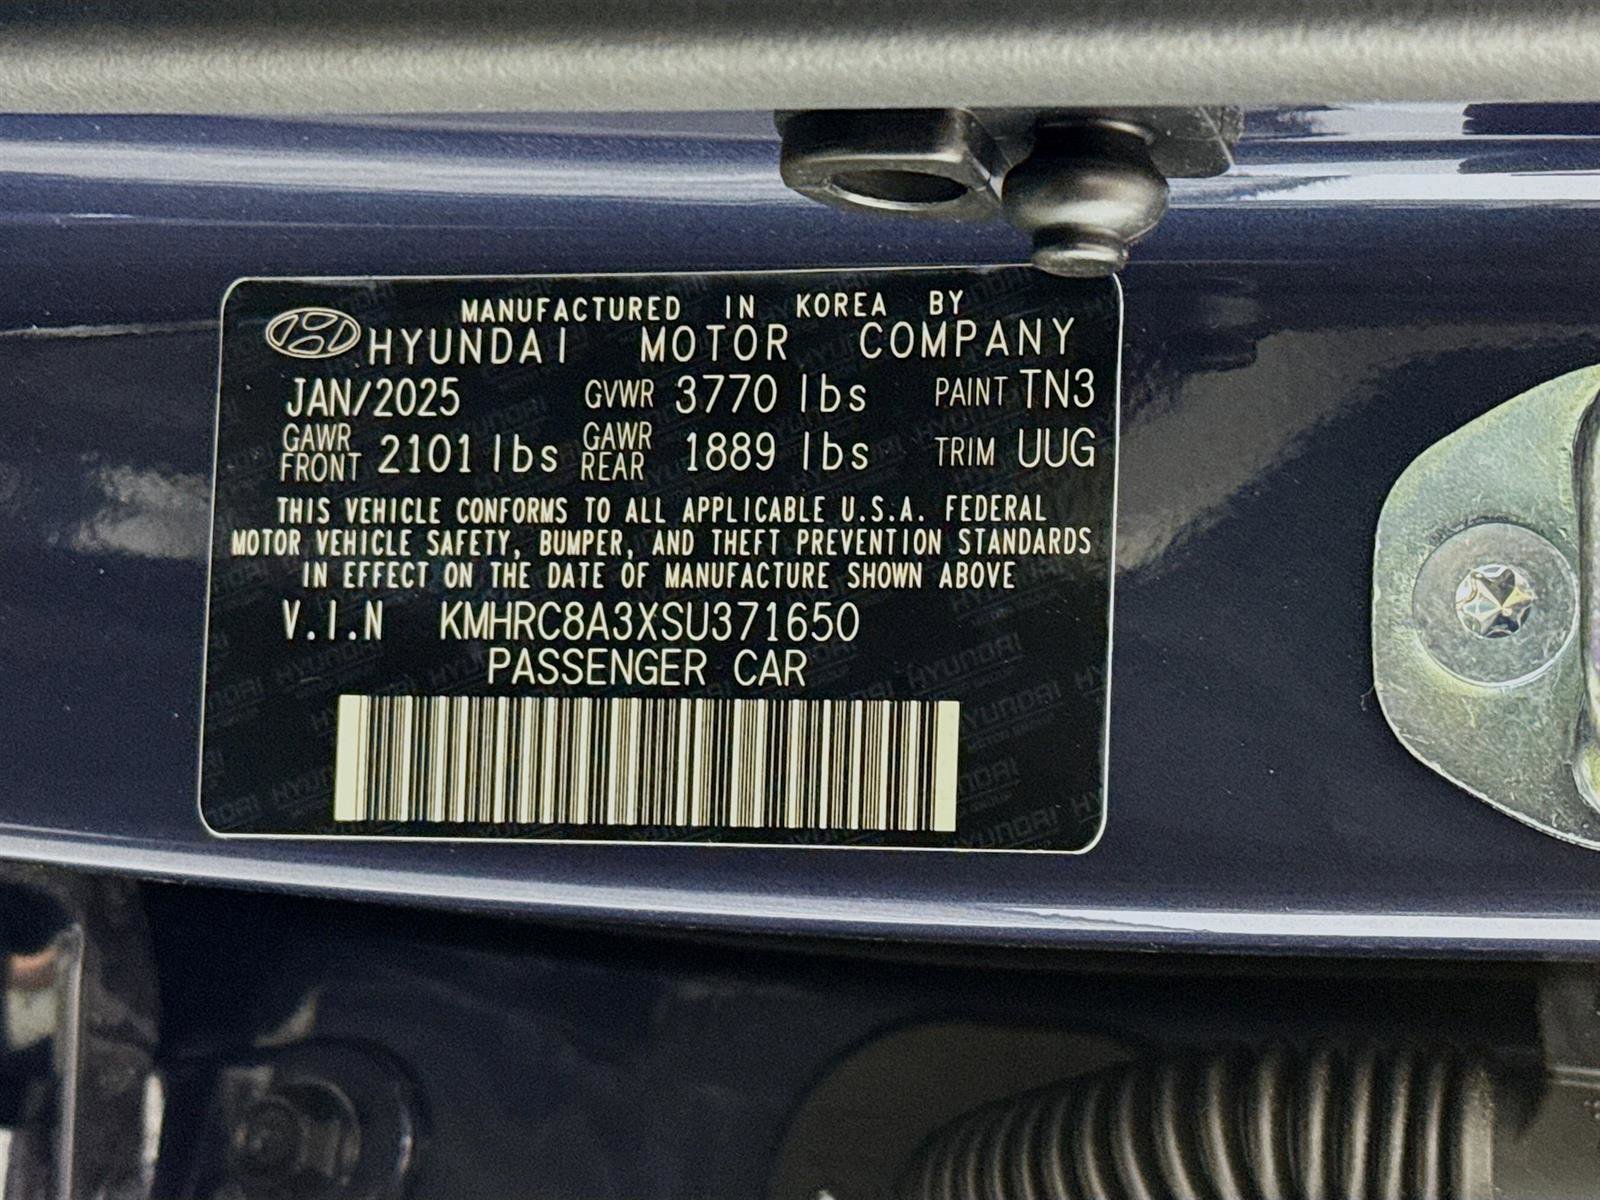 MANUFACTURED IN KOREA BY
HYUNDAI MOTOR COMPANY
JAN/2025 GVWR 3770 lbs PAINT TN3
GAWR FRONT 2101 lbs GAWR REAR 1889 lbs TRIM UUG
THIS VEHICLE CONFORMS TO ALL APPLICABLE U.S.A. FEDERAL
MOTOR VEHICLE SAFETY, BUMPER, AND THEFT PREVENTION STANDARDS
IN EFFECT ON THE DATE OF MANUFACTURE SHOWN ABOVE
V.I.N KMHRC8A3XSU371650
PASSENGER CAR